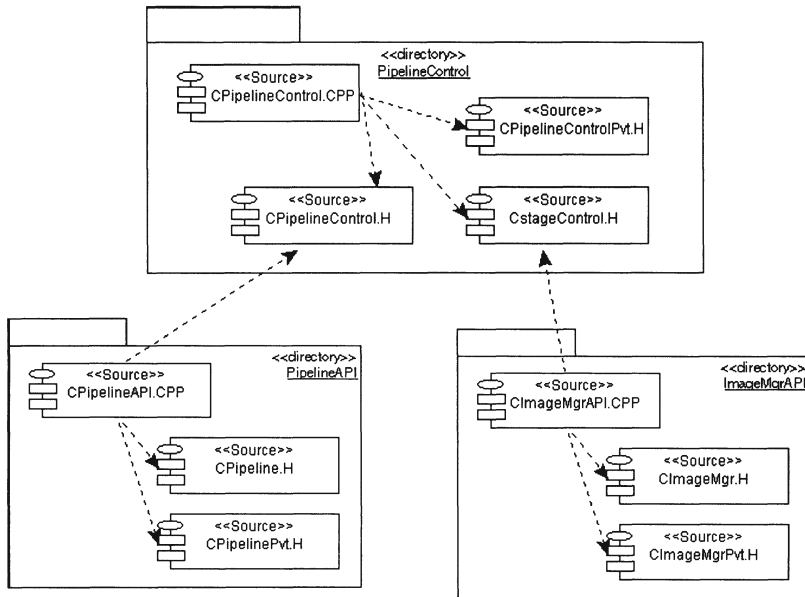 <<directory>>
PipelineControl
<<Source>>
CPipelineControl.CPP
<<Source>>
CPipelineControlPvt.H
<<Source>>
CPipelineControl.H
<<Source>>
CstageControl.H
<<directory>>
PipelineAPI
<<Source>>
CPipelineAPI.CPP
<<Source>>
CPipeline.H
<<Source>>
CPipelinePvt.H
<<directory>>
ImageMgrAPI
<<Source>>
CImageMgrAPI.CPP
<<Source>>
CImageMgr.H
<<Source>>
CImageMgrPvt.H